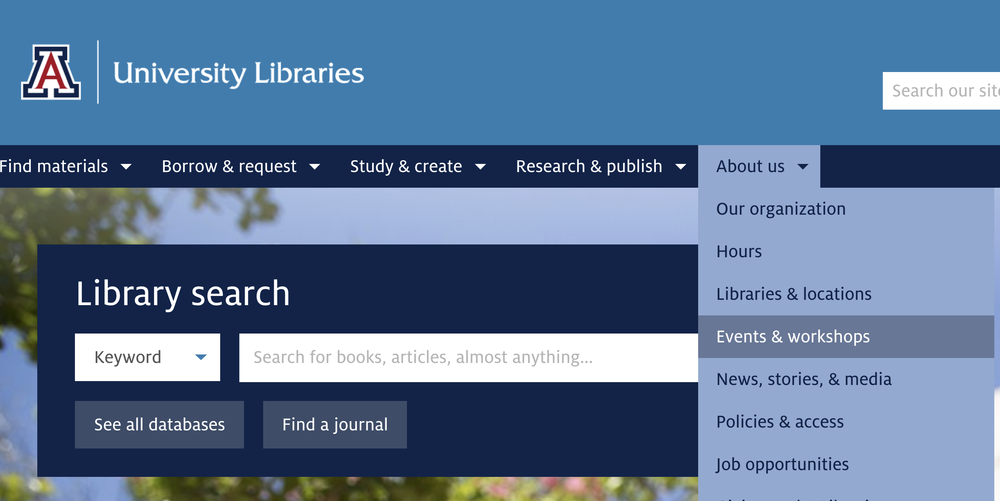 A
University Libraries
Search our
Find materials
Borrow & request
Study & create
Research & publish
About us
Our organization
Hours
Libraries & locations
Events & workshops
News, stories, & media
Policies & access
Job opportunities
Library search
Keyword
Search for books, articles, almost anything...
See all databases
Find a journal